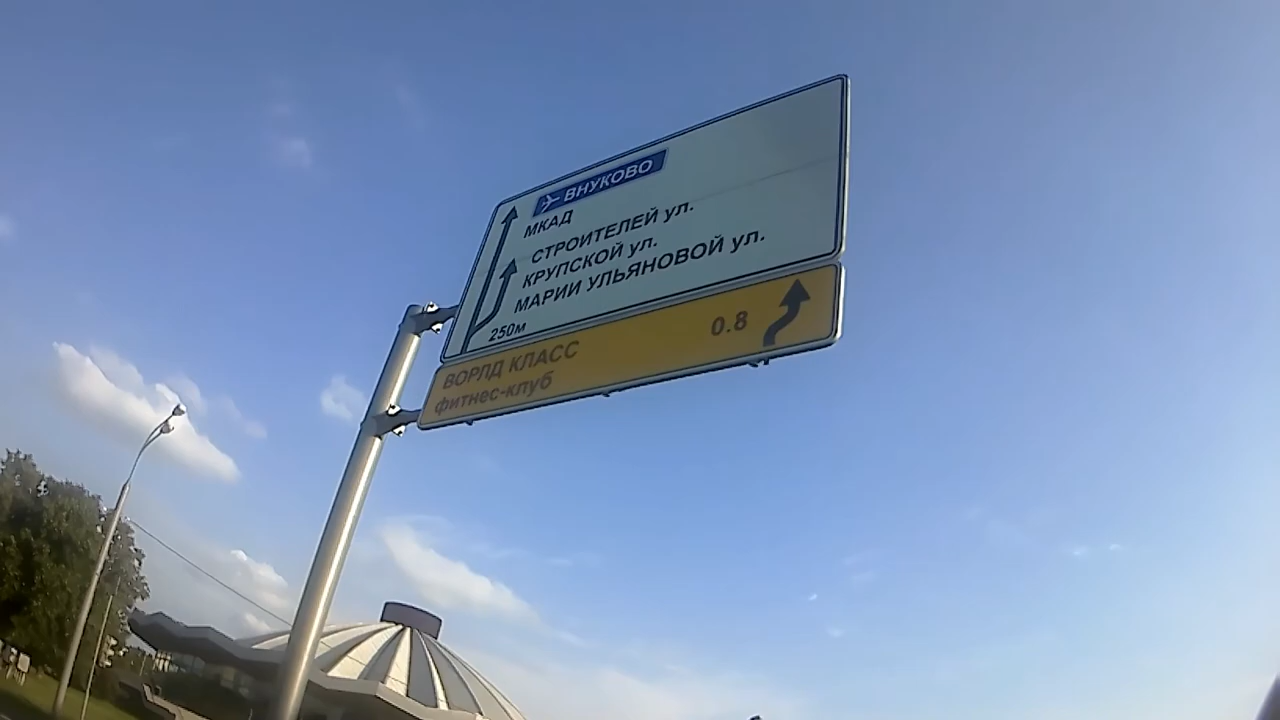 ВНУКОВО
МКАД
СТРОИТЕЛЕЙ ул.
КРУПСКОЙ ул.
МАРИИ УЛЬЯНОВОЙ ул.
250м
ВОРЛД КЛАСС 0.8
фитнес-клуб